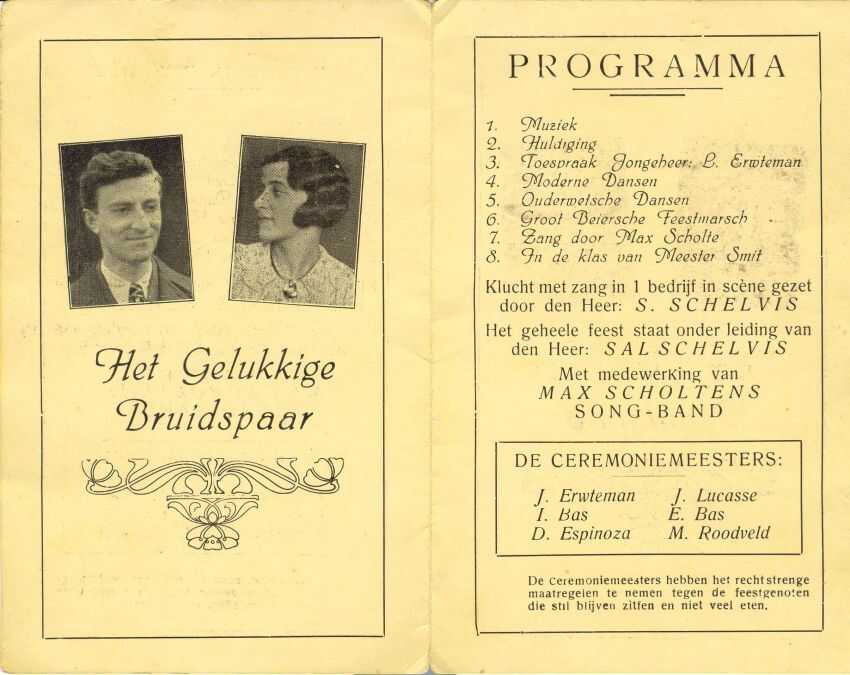 Het Gelukkige
Bruidspaar
PROGRAMMA
1. Muziek
2. Huldiging
3. Toespraak Jongeheer: L. Erwteman
4. Moderne Dansen
5. Ouderwetsche Dansen
6. Groot Beiersche Feestmarsch
7. Zang door Max Scholte
8. In de klas van Meester Smit
Klucht met zang in 1 bedrijf in scène gezet
door den Heer: S. SCHELVIS
Het geheele feest staat onder leiding van
den Heer: SAL SCHELVIS
Met medewerking van
MAX SCHOLTENS
SONG-BAND
DE CEREMONIEMEESTERS:
J. Erwteman J. Lucasse
I. Bas E. Bas
D. Espinoza M. Roodveld
De Ceremoniemeesters hebben het recht strenge
maatregelen te nemen tegen de feestgenoten
die stil blijven zitten en niet veel eten.